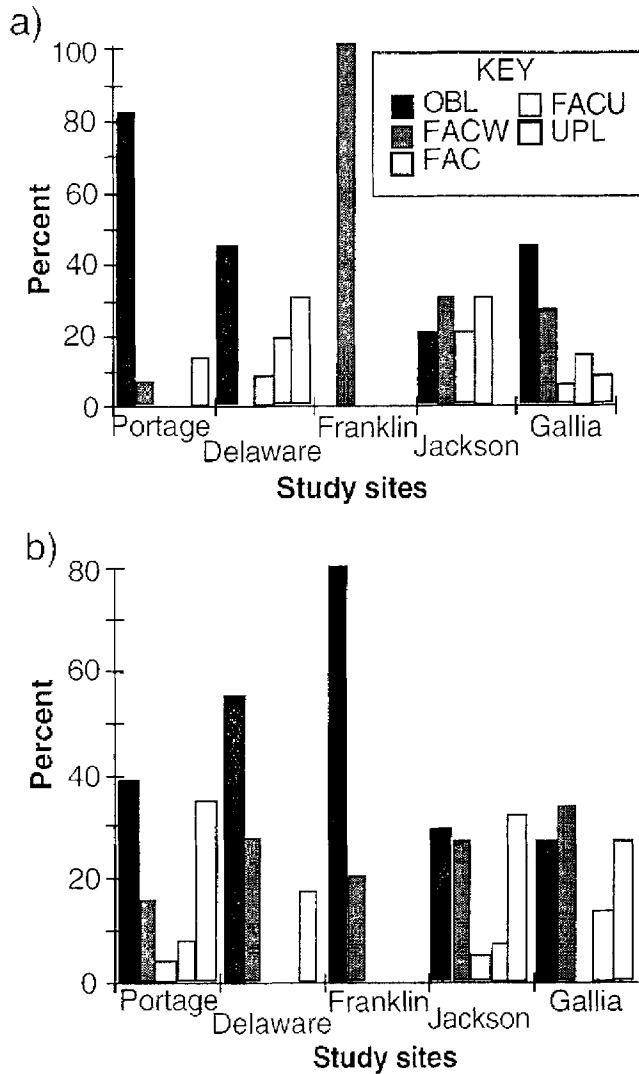 a)
100
80
60
40
20
0
Percent
KEY
OBL FACU
FACW UPL
FAC
Portage Delaware Franklin Jackson Gallia
Study sites
b)
80
60
40
20
0
Percent
Portage Delaware Franklin Jackson Gallia
Study sites